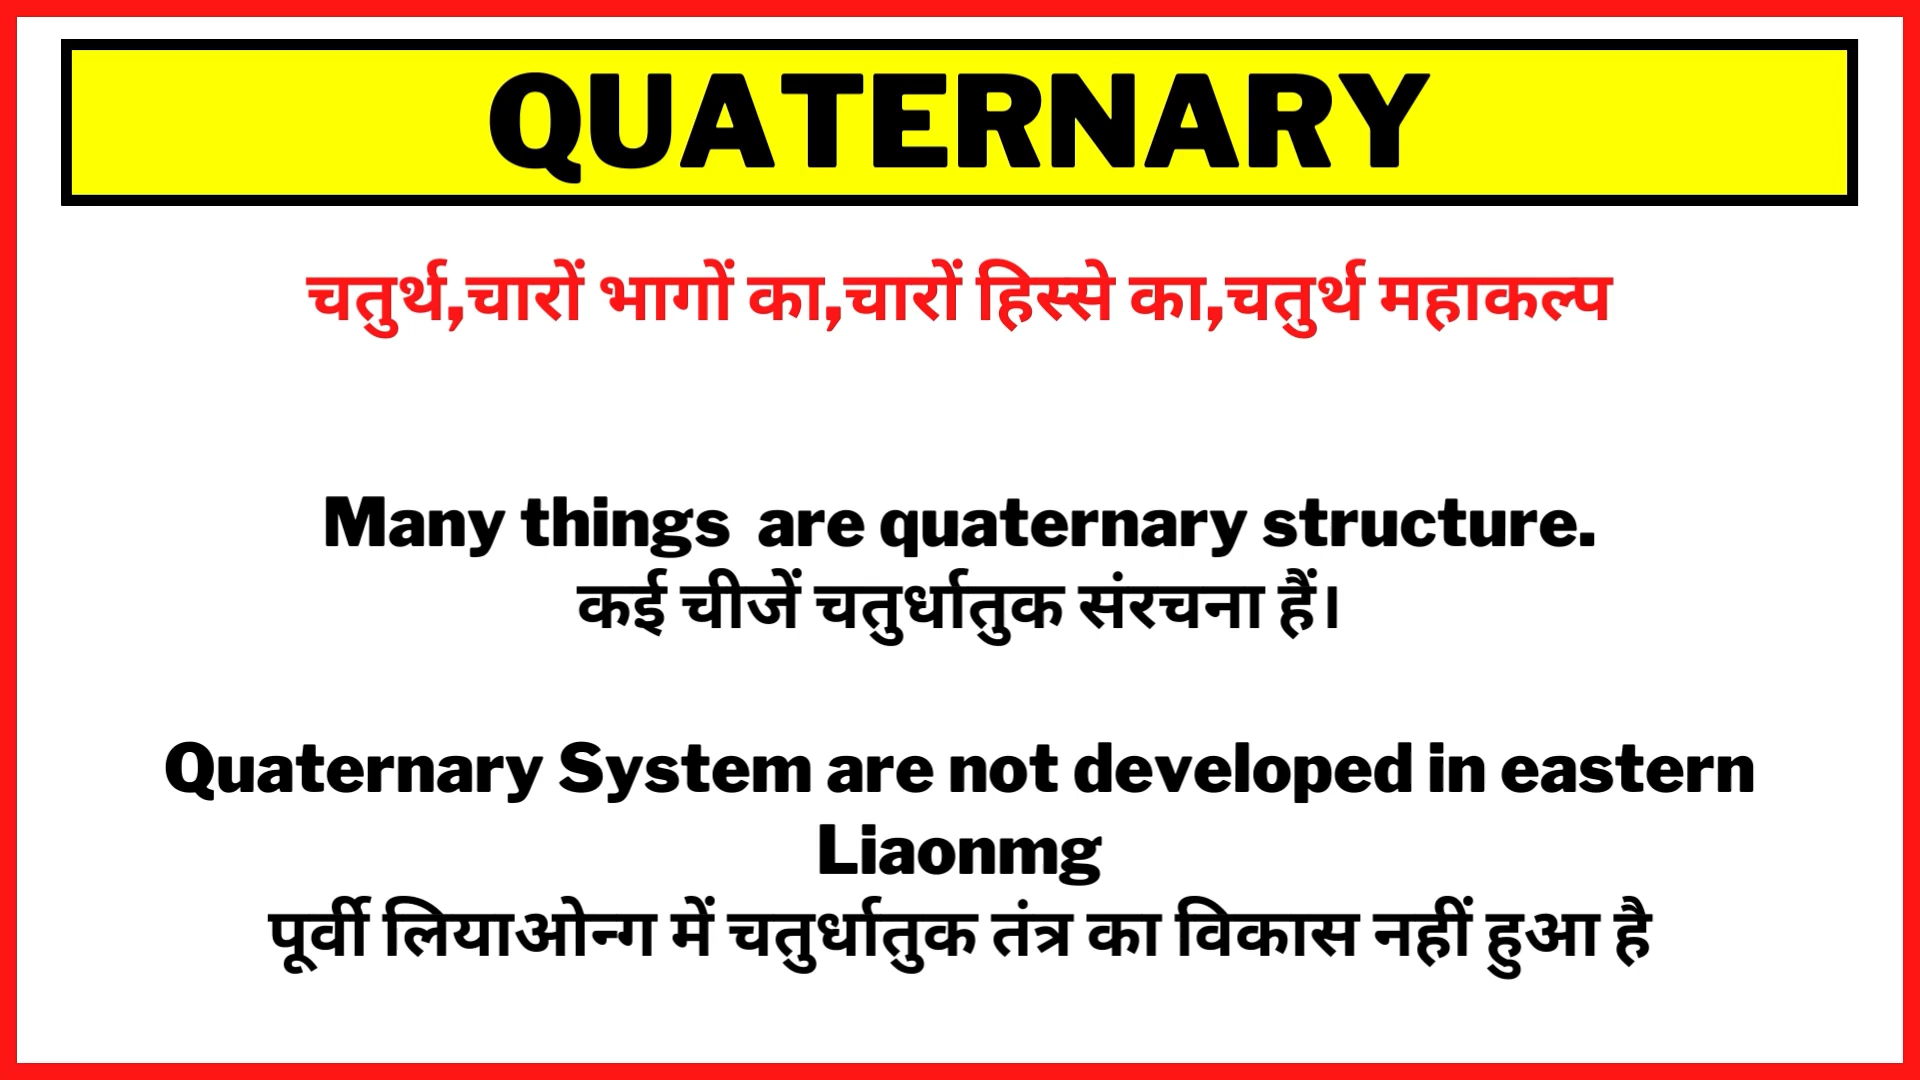 QUATERNARY
चतुर्थ,चारों भागों का,चारों हिस्से का,चतुर्थ महाकल्प
Many things  are quaternary structure.
कई चीजें चतुर्धातुक संरचना हैं।
Quaternary System are not developed in eastern
Liaonmg
पूर्वी लियाओन्ग में चतुर्धातुक तंत्र का विकास नहीं हुआ है